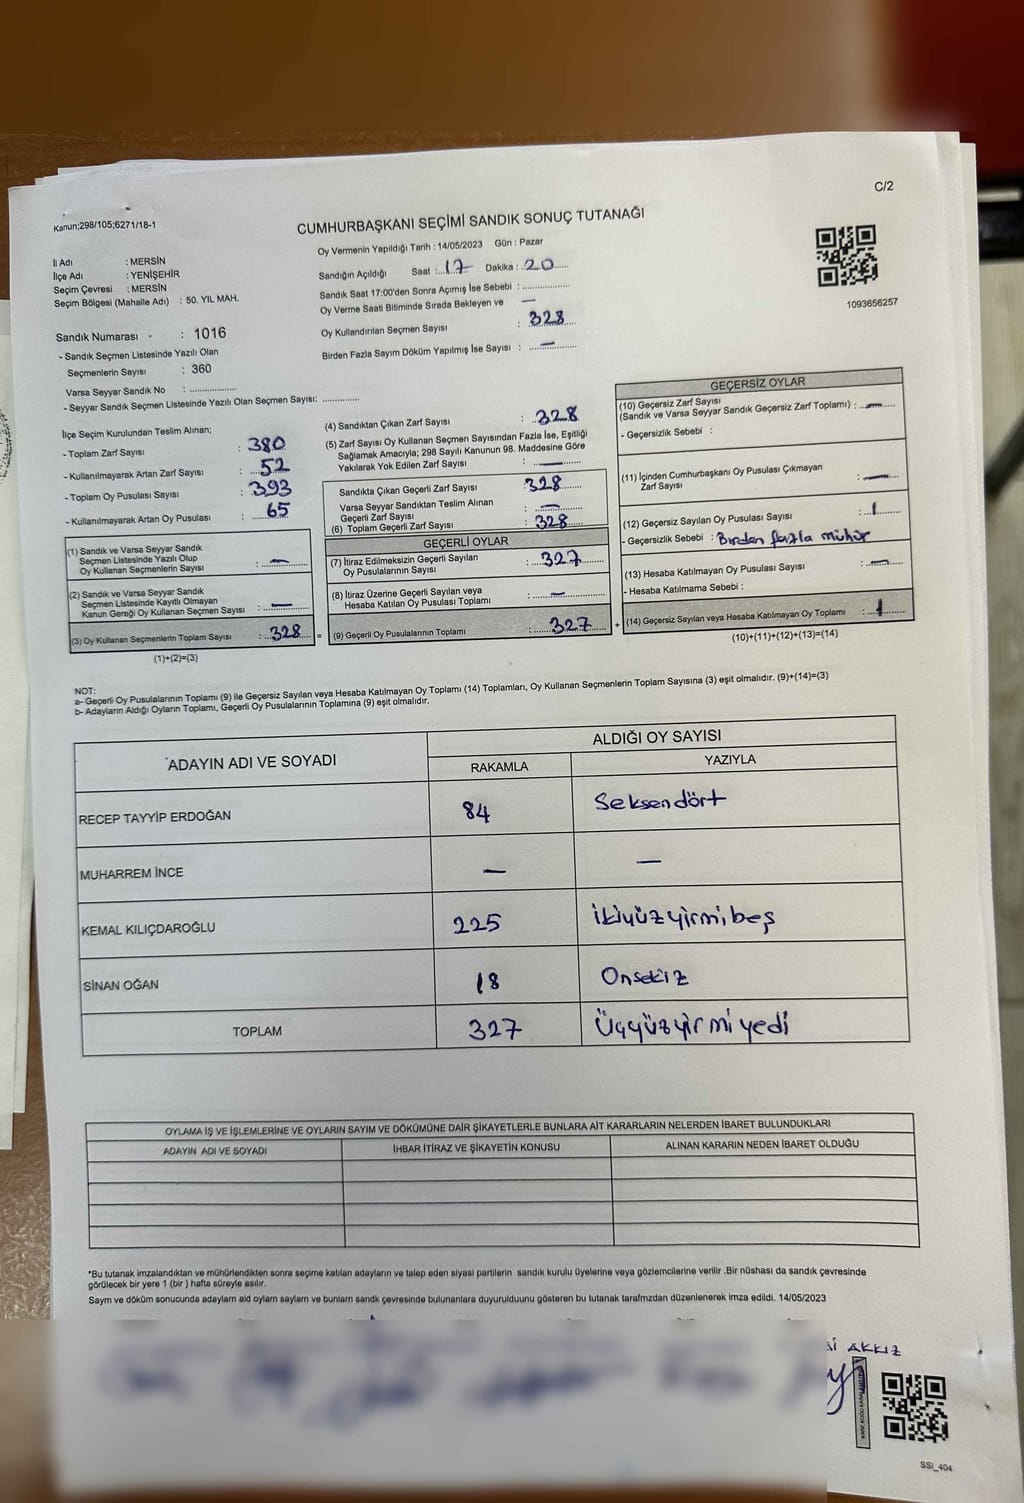 C/2
Kanun;298/105;6271/18-1
CUMHURBAŞKANI SEÇİMİ SANDIK SONUÇ TUTANAĞI
Oy Vermenin Yapıldığı Tarih : 14/05/2023 Gün : Pazar
İl Adı : MERSİN
İlçe Adı : YENİŞEHİR
Seçim Çevresi : MERSİN
Seçim Bölgesi (Mahalle Adı) : 50. YIL MAH.
Sandığın Açıldığı Saat : 17 Dakika : 20
Sandık Saat 17:00'den Sonra Açımış İse Sebebi :
Oy Verme Saati Bitiminde Sırada Bekleyen ve —
Oy Kullandırılan Seçmen Sayısı : 328
Birden Fazla Sayım Döküm Yapılmış İse Sayısı : —
1093656257
Sandık Numarası : 1016
- Sandık Seçmen Listesinde Yazılı Olan
Seçmenlerin Sayısı : 360
Varsa Seyyar Sandık No :
- Seyyar Sandık Seçmen Listesinde Yazılı Olan Seçmen Sayısı:
İlçe Seçim Kurulundan Teslim Alınan;
- Toplam Zarf Sayısı : 380
- Kullanılmayarak Artan Zarf Sayısı : 52
- Toplam Oy Pusulası Sayısı : 393
- Kullanılmayarak Artan Oy Pusulası : 65
(1) Sandık ve Varsa Seyyar Sandık
Seçmen Listesinde Yazılı Olup
Oy Kullanan Seçmenlerin Sayısı : —
(2) Sandık ve Varsa Seyyar Sandık
Seçmen Listesinde Kayıtlı Olmayan
Kanun Gereği Oy Kullanan Seçmen Sayısı : —
(3) Oy Kullanan Seçmenlerin Toplam Sayısı : 328 =
(1)+(2)=(3)
(4) Sandıktan Çıkan Zarf Sayısı : 328
(5) Zarf Sayısı Oy Kullanan Seçmen Sayısından Fazla İse, Eşitliği
Sağlamak Amacıyla; 298 Sayılı Kanunun 98. Maddesine Göre
Yakılarak Yok Edilen Zarf Sayısı : —
Sandıkta Çıkan Geçerli Zarf Sayısı : 328
Varsa Seyyar Sandıktan Teslim Alınan
Geçerli Zarf Sayısı : —
(6) Toplam Geçerli Zarf Sayısı : 328
GEÇERLİ OYLAR
(7) İtiraz Edilmeksizin Geçerli Sayılan
Oy Pusulalarının Sayısı : 327
(8) İtiraz Üzerine Geçerli Sayılan veya
Hesaba Katılan Oy Pusulası Toplamı : —
(9) Geçerli Oy Pusulalarının Toplamı : 327 +
GEÇERSİZ OYLAR
(10) Geçersiz Zarf Sayısı
(Sandık ve Varsa Seyyar Sandık Geçersiz Zarf Toplamı) : —
- Geçersizlik Sebebi :
(11) İçinden Cumhurbaşkanı Oy Pusulası Çıkmayan
Zarf Sayısı : —
(12) Geçersiz Sayılan Oy Pusulası Sayısı : 1
- Geçersizlik Sebebi : Birden fazla mühür
(13) Hesaba Katılmayan Oy Pusulası Sayısı : —
- Hesaba Katılmama Sebebi :
(14) Geçersiz Sayılan veya Hesaba Katılmayan Oy Toplamı : 1
(10)+(11)+(12)+(13)=(14)
NOT:
a- Geçerli Oy Pusulalarının Toplamı (9) ile Geçersiz Sayılan veya Hesaba Katılmayan Oy Toplamı (14) Toplamları, Oy Kullanan Seçmenlerin Toplam Sayısına (3) eşit olmalıdır. (9)+(14)=(3)
b- Adayların Aldığı Oyların Toplamı, Geçerli Oy Pusulalarının Toplamına (9) eşit olmalıdır.
ADAYIN ADI VE SOYADI
ALDIĞI OY SAYISI
RAKAMLA YAZIYLA
RECEP TAYYİP ERDOĞAN 84 Seksendört
MUHARREM İNCE — —
KEMAL KILIÇDAROĞLU 225 İkiyüzyirmibeş
SİNAN OĞAN 18 Onsekiz
TOPLAM 327 Üçyüzyirmiyedi
OYLAMA İŞ VE İŞLEMLERİNE VE OYLARIN SAYIM VE DÖKÜMÜNE DAİR ŞİKAYETLERLE BUNLARA AİT KARARLARIN NELERDEN İBARET BULUNDUKLARI
ADAYIN ADI VE SOYADI İHBAR İTİRAZ VE ŞİKAYETİN KONUSU ALINAN KARARIN NEDEN İBARET OLDUĞU
*Bu tutanak imzalandıktan ve mühürlendikten sonra seçime katılan adayların ve talep eden siyasi partilerin sandık kurulu üyelerine veya gözlemcilerine verilir .Bir nüshası da sandık çevresinde
görülecek bir yere 1 (bir ) hafta süreyle asılır.
Saym ve döküm sonucunda adaylarn ald oylarn saylarn ve bunlarn sandk çevresinde bulunanlara duyurulduunu gösteren bu tutanak tarafmzdan düzenlenerek imza edildi. 14/05/2023
AKKIZ
SSI_404